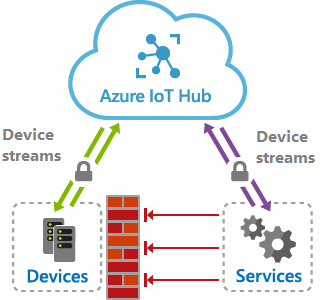 Azure IoT Hub
Device
streams
Device
streams
Devices
Services